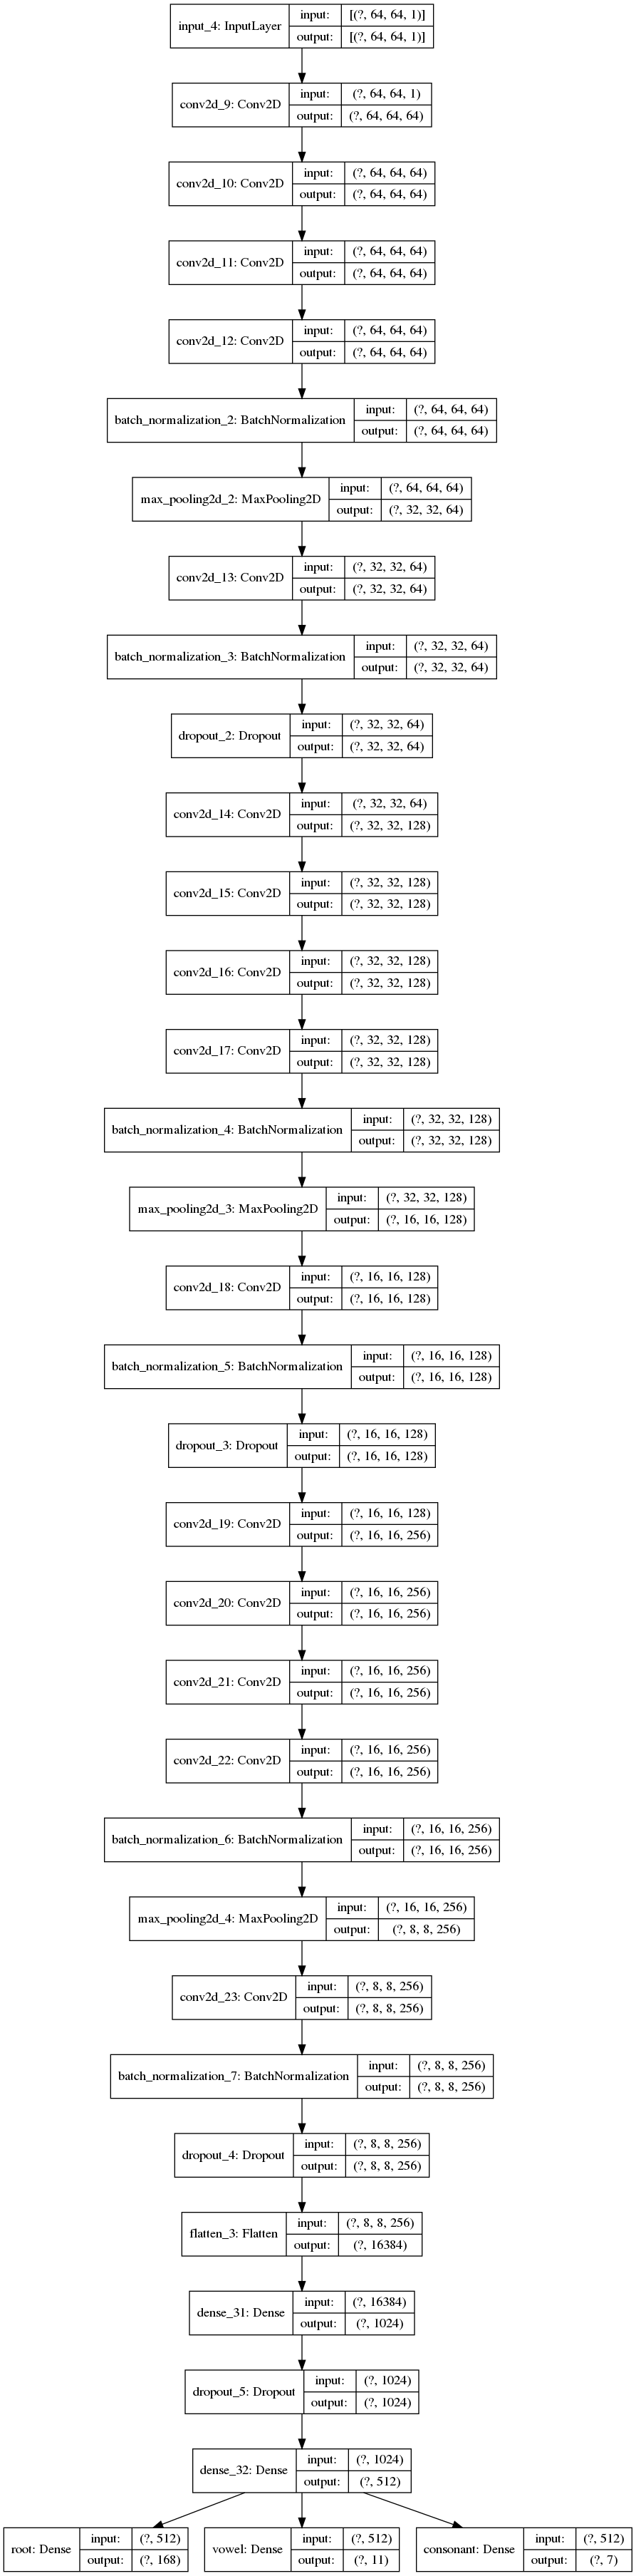 input_4: InputLayer input: [(?, 64, 64, 1)]
output: [(?, 64, 64, 1)]
conv2d_9: Conv2D input: (?, 64, 64, 1)
output: (?, 64, 64, 64)
conv2d_10: Conv2D input: (?, 64, 64, 64)
output: (?, 64, 64, 64)
conv2d_11: Conv2D input: (?, 64, 64, 64)
output: (?, 64, 64, 64)
conv2d_12: Conv2D input: (?, 64, 64, 64)
output: (?, 64, 64, 64)
batch_normalization_2: BatchNormalization input: (?, 64, 64, 64)
output: (?, 64, 64, 64)
max_pooling2d_2: MaxPooling2D input: (?, 64, 64, 64)
output: (?, 32, 32, 64)
conv2d_13: Conv2D input: (?, 32, 32, 64)
output: (?, 32, 32, 64)
batch_normalization_3: BatchNormalization input: (?, 32, 32, 64)
output: (?, 32, 32, 64)
dropout_2: Dropout input: (?, 32, 32, 64)
output: (?, 32, 32, 64)
conv2d_14: Conv2D input: (?, 32, 32, 64)
output: (?, 32, 32, 128)
conv2d_15: Conv2D input: (?, 32, 32, 128)
output: (?, 32, 32, 128)
conv2d_16: Conv2D input: (?, 32, 32, 128)
output: (?, 32, 32, 128)
conv2d_17: Conv2D input: (?, 32, 32, 128)
output: (?, 32, 32, 128)
batch_normalization_4: BatchNormalization input: (?, 32, 32, 128)
output: (?, 32, 32, 128)
max_pooling2d_3: MaxPooling2D input: (?, 32, 32, 128)
output: (?, 16, 16, 128)
conv2d_18: Conv2D input: (?, 16, 16, 128)
output: (?, 16, 16, 128)
batch_normalization_5: BatchNormalization input: (?, 16, 16, 128)
output: (?, 16, 16, 128)
dropout_3: Dropout input: (?, 16, 16, 128)
output: (?, 16, 16, 128)
conv2d_19: Conv2D input: (?, 16, 16, 128)
output: (?, 16, 16, 256)
conv2d_20: Conv2D input: (?, 16, 16, 256)
output: (?, 16, 16, 256)
conv2d_21: Conv2D input: (?, 16, 16, 256)
output: (?, 16, 16, 256)
conv2d_22: Conv2D input: (?, 16, 16, 256)
output: (?, 16, 16, 256)
batch_normalization_6: BatchNormalization input: (?, 16, 16, 256)
output: (?, 16, 16, 256)
max_pooling2d_4: MaxPooling2D input: (?, 16, 16, 256)
output: (?, 8, 8, 256)
conv2d_23: Conv2D input: (?, 8, 8, 256)
output: (?, 8, 8, 256)
batch_normalization_7: BatchNormalization input: (?, 8, 8, 256)
output: (?, 8, 8, 256)
dropout_4: Dropout input: (?, 8, 8, 256)
output: (?, 8, 8, 256)
flatten_3: Flatten input: (?, 8, 8, 256)
output: (?, 16384)
dense_31: Dense input: (?, 16384)
output: (?, 1024)
dropout_5: Dropout input: (?, 1024)
output: (?, 1024)
dense_32: Dense input: (?, 1024)
output: (?, 512)
root: Dense input: (?, 512)
output: (?, 168)
vowel: Dense input: (?, 512)
output: (?, 11)
consonant: Dense input: (?, 512)
output: (?, 7)